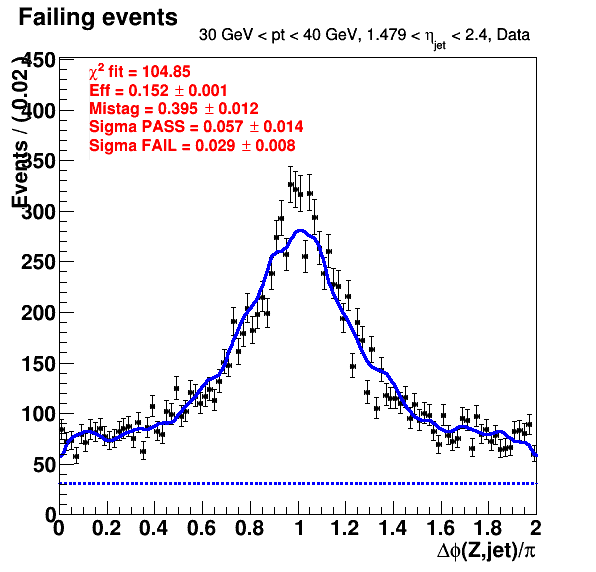 Failing events
30 GeV < pt < 40 GeV, 1.479 < η_jet < 2.4, Data
χ² fit = 104.85
Eff = 0.152 ± 0.001
Mistag = 0.395 ± 0.012
Sigma PASS = 0.057 ± 0.014
Sigma FAIL = 0.029 ± 0.008
Events / ( 0.02 )
450
400
350
300
250
200
150
100
50
0
0 0.2 0.4 0.6 0.8 1 1.2 1.4 1.6 1.8 2
Δϕ(Z,jet)/π